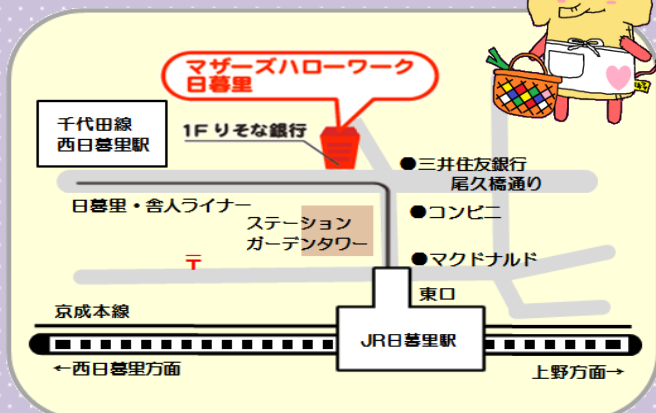 マザーズハローワーク
日暮里
千代田線
西日暮里駅
1F りそな銀行
●三井住友銀行
尾久橋通り
日暮里・舎人ライナー
●コンビニ
ステーション
ガーデンタワー
〒
●マクドナルド
東口
京成本線
JR日暮里駅
←西日暮里方面
上野方面→